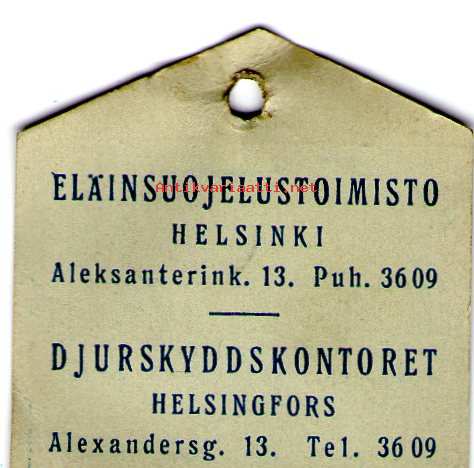 ELÄINSUOJELUSTOIMISTO
Antikvariaatti.net
HELSINKI
Aleksanterink. 13. Puh. 3609
DJURSKYDDSKONTORET
HELSINGFORS
Alexandersg. 13. Tel. 3609